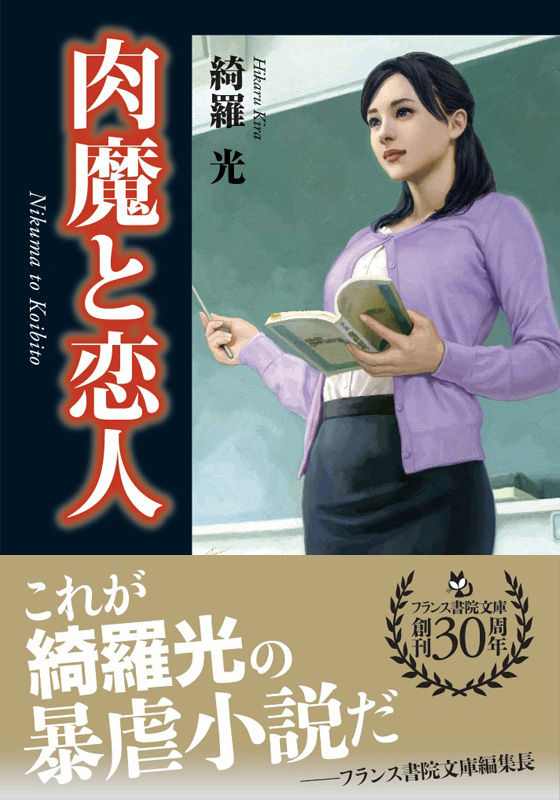 肉魔と恋人
Nikuma to Koibito
綺羅 光
Hikaru Kira
これが
綺羅光の
暴虐小説だ
——フランス書院文庫編集長
フランス書院文庫
創刊30周年